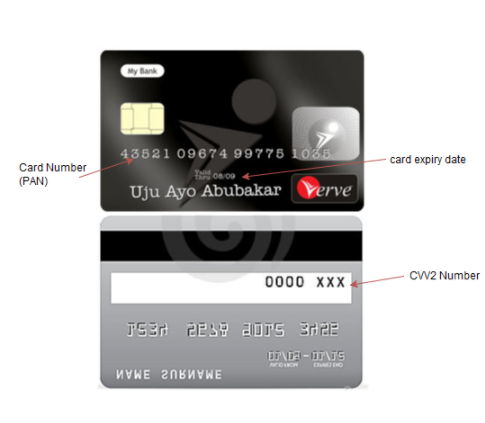 My Bank
43521 09674 99775 1035
Card Number
(PAN)
card expiry date
Valid
Thru 08/09
Uju Ayo Abubakar
Verve
0000 XXX
CVV2 Number
NAME SURNAME